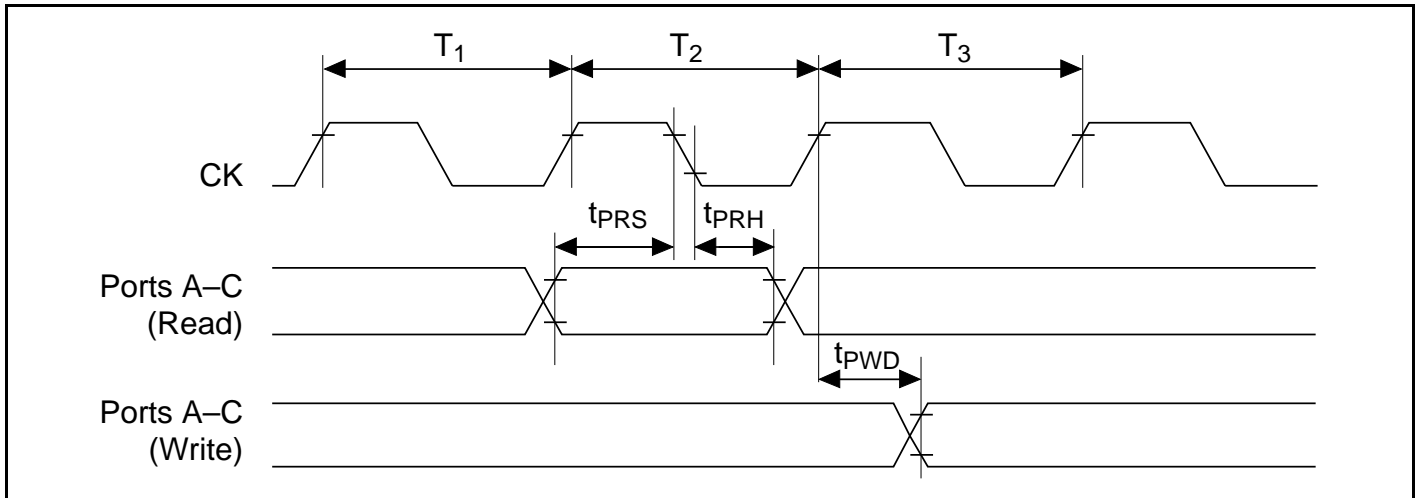 T1 T2 T3
CK
tPRS tPRH
Ports A–C
(Read)
tPWD
Ports A–C
(Write)